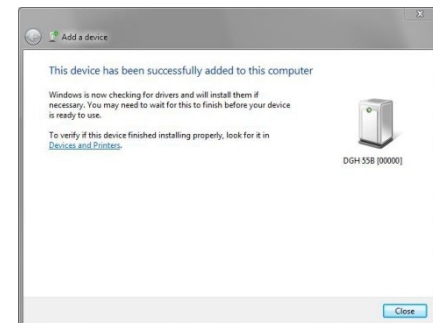 Add a device
This device has been successfully added to this computer
Windows is now checking for drivers and will install them if
necessary. You may need to wait for this to finish before your device
is ready to use.
To verify if this device finished installing properly, look for it in
Devices and Printers.
DGH 55B [00000]
Close